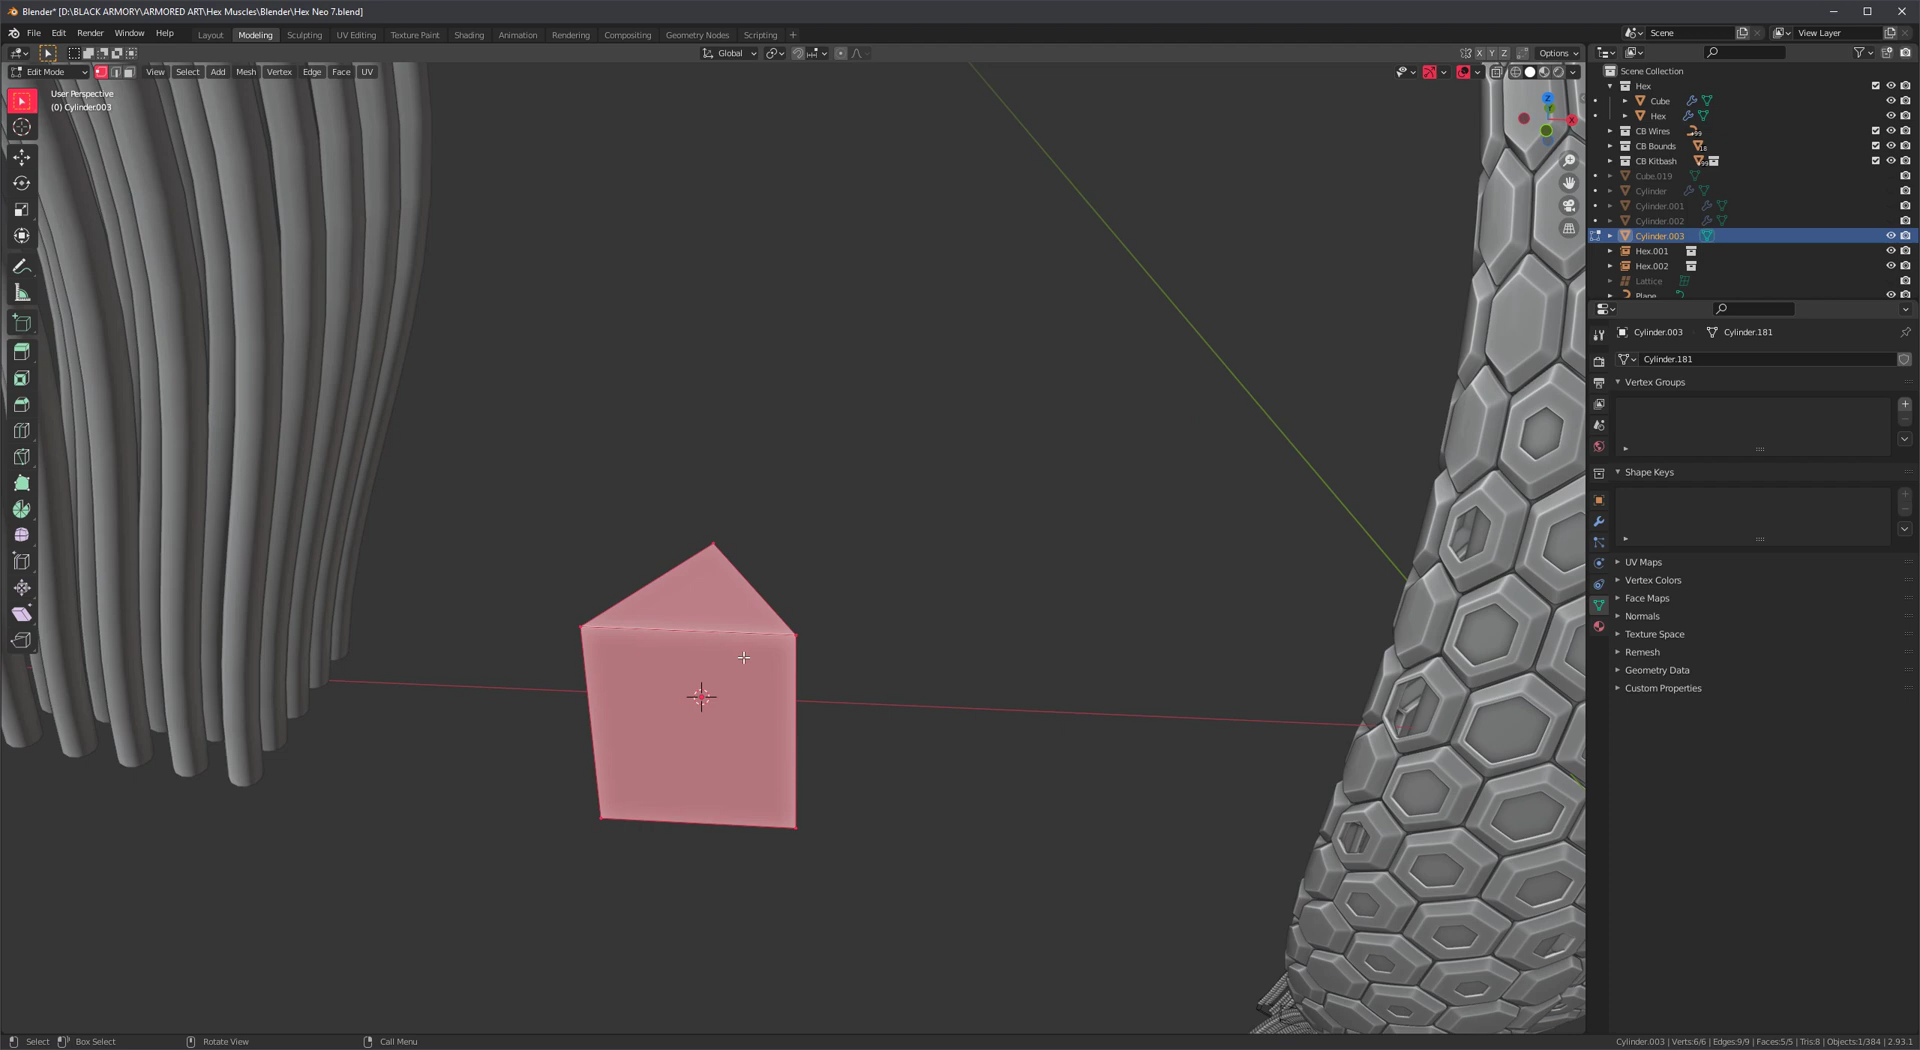 Blender* [D:\BLACK ARMORY\ARMORED ART\Hex Muscles\Blender\Hex Neo 7.blend]
File Edit Render Window Help
Layout Modeling Sculpting UV Editing Texture Paint Shading Animation Rendering Compositing Geometry Nodes Scripting +
Scene
View Layer
Global
X Y Z
Options
Edit Mode
View Select Add Mesh Vertex Edge Face UV
User Perspective
(0) Cylinder.003
Z
Y
X
Scene Collection
Hex
Cube
Hex
CB Wires
CB Bounds
CB Kitbash
Cube.019
Cylinder
Cylinder.001
Cylinder.002
Cylinder.003
Hex.001
Hex.002
Lattice
Plane
Cylinder.003 Cylinder.181
Cylinder.181
Vertex Groups
Shape Keys
UV Maps
Vertex Colors
Face Maps
Normals
Texture Space
Remesh
Geometry Data
Custom Properties
Select Box Select Rotate View Call Menu
Cylinder.003 | Verts:6/6 | Edges:9/9 | Faces:5/5 | Tris:8 | Objects:1/384 | 2.93.1